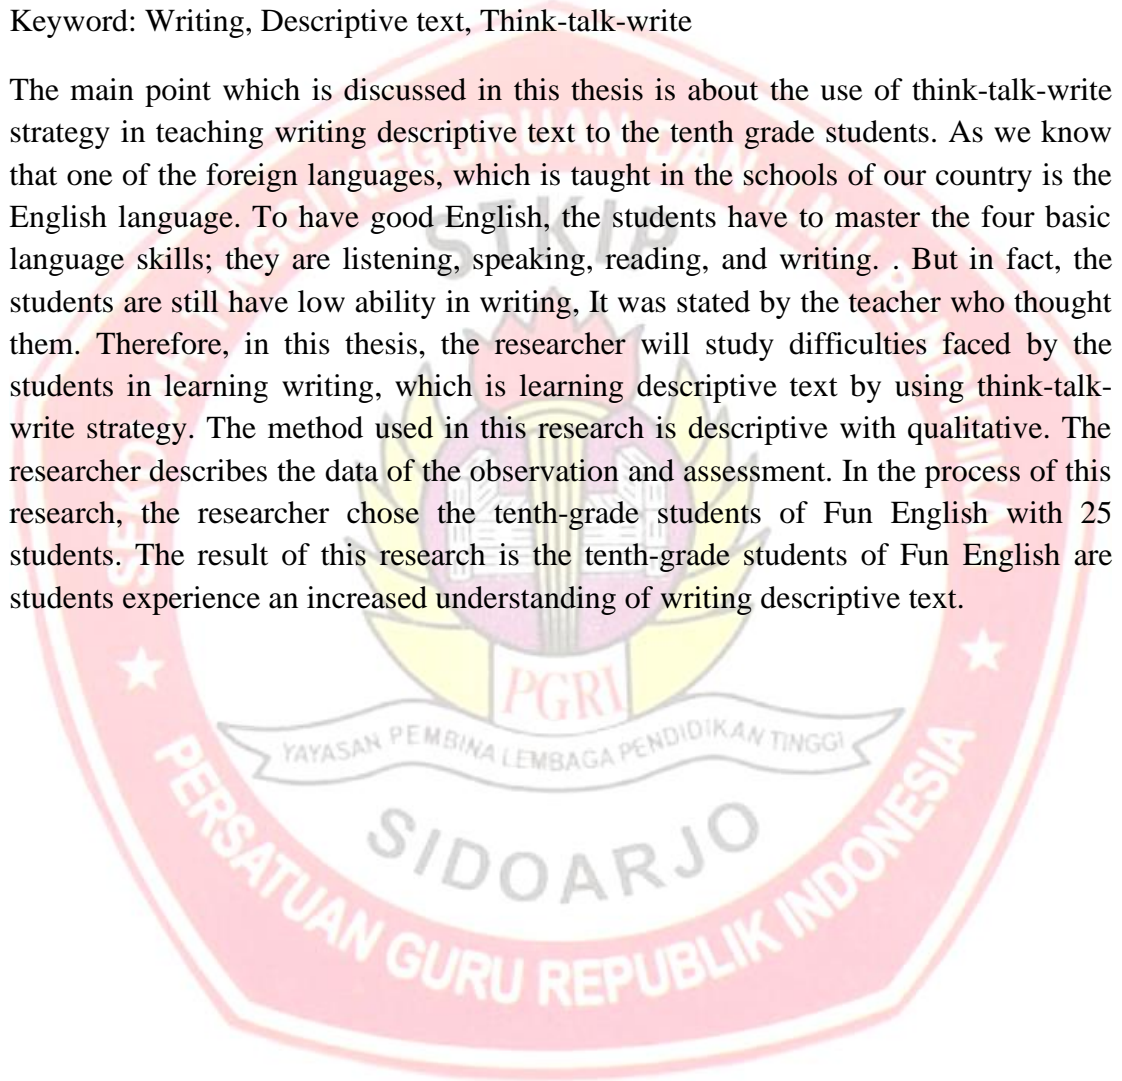 Keyword: Writing, Descriptive text, Think-talk-write
The main point which is discussed in this thesis is about the use of think-talk-write
strategy in teaching writing descriptive text to the tenth grade students. As we know
that one of the foreign languages, which is taught in the schools of our country is the
English language. To have good English, the students have to master the four basic
language skills; they are listening, speaking, reading, and writing. . But in fact, the
students are still have low ability in writing, It was stated by the teacher who thought
them. Therefore, in this thesis, the researcher will study difficulties faced by the
students in learning writing, which is learning descriptive text by using think-talk-
write strategy. The method used in this research is descriptive with qualitative. The
researcher describes the data of the observation and assessment. In the process of this
research, the researcher chose the tenth-grade students of Fun English with 25
students. The result of this research is the tenth-grade students of Fun English are
students experience an increased understanding of writing descriptive text.
SEKOLAH TINGGI KEGURUAN DAN ILMU PENDIDIKAN
STKIP
PGRI
YAYASAN PEMBINA LEMBAGA PENDIDIKAN TINGGI
SIDOARJO
PERSATUAN GURU REPUBLIK INDONESIA